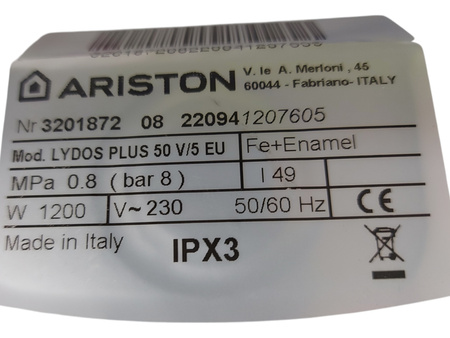 ARISTON V. le A. Merloni , 45
60044 - Fabriano- ITALY
Nr 3201872 08 220941207605
Mod. LYDOS PLUS 50 V/5 EU Fe+Enamel
MPa 0.8 ( bar 8) l 49
W 1200 V~230 50/60 Hz CE
Made in Italy IPX3